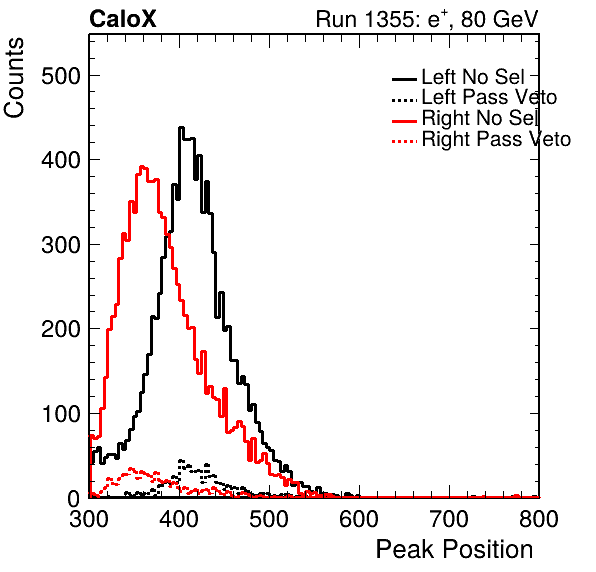 CaloX Run 1355: e+, 80 GeV
Counts
500
400
300
200
100
0
Left No Sel
Left Pass Veto
Right No Sel
Right Pass Veto
300 400 500 600 700 800
Peak Position